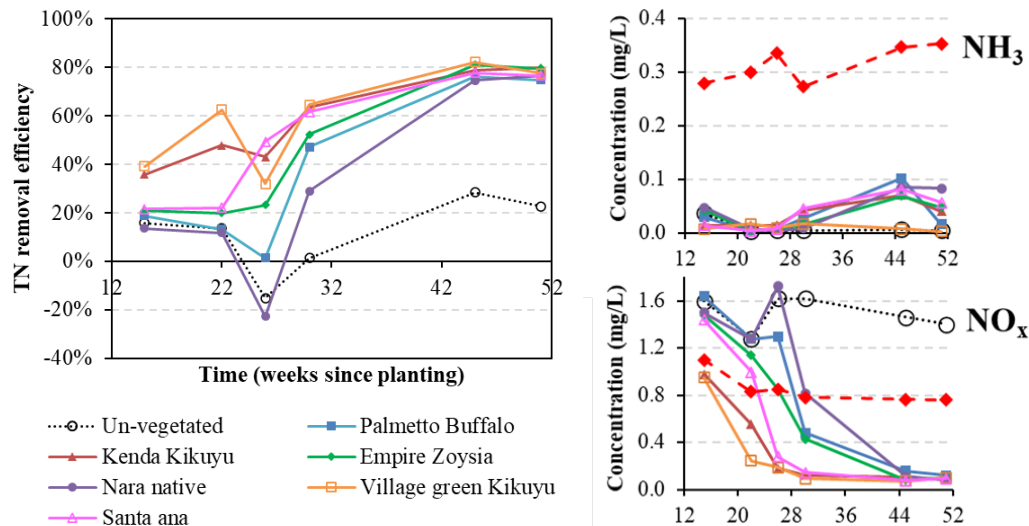 100%
80%
60%
40%
20%
0%
-20%
-40%
12 22 32 42 52
TN removal efficiency
Time (weeks since planting)
Un-vegetated
Palmetto Buffalo
Kenda Kikuyu
Empire Zoysia
Nara native
Village green Kikuyu
Santa ana
0.4
0.3
0.2
0.1
0.0
12 20 28 36 44 52
Concentration (mg/L)
NH3
1.6
1.2
0.8
0.4
0.0
12 20 28 36 44 52
Concentration (mg/L)
NOx